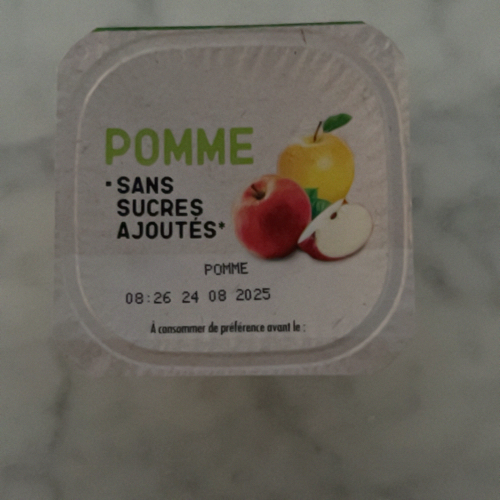 POMME
• SANS
SUCRES
AJOUTÉS*
POMME
08:26 24 08 2025
À consommer de préférence avant le :